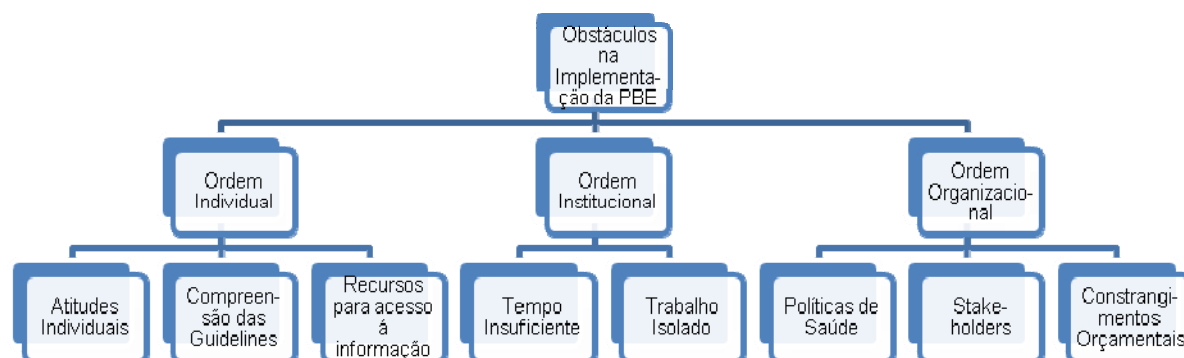 Obstáculos
na
Implementa-
ção da PBE
Ordem
Individual
Ordem
Institucional
Ordem
Organizacio-
nal
Atitudes
Individuais
Compreen-
são das
Guidelines
Recursos
para acesso
á
informação
Tempo
Insuficiente
Trabalho
Isolado
Políticas de
Saúde
Stake-
holders
Constrangi-
mentos
Orçamentais